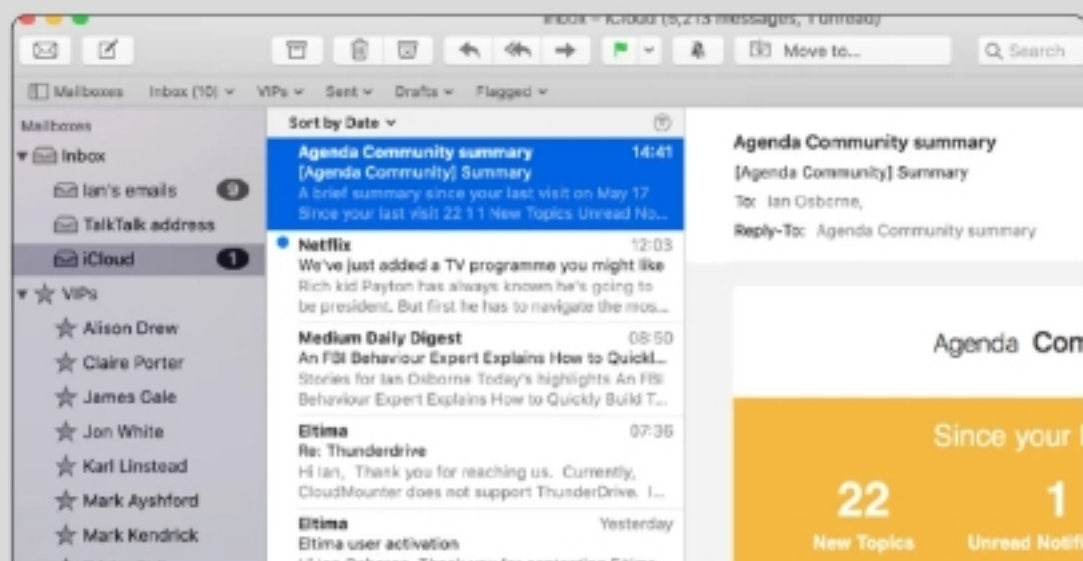 Inbox – iCloud (5,213 messages, 1 unread)
Move to...
Search
Mailboxes Inbox (10) VIPs Sent Drafts Flagged
Mailboxes
Inbox
Ian's emails 9
TalkTalk address
iCloud 1
VIPs
Alison Drew
Claire Porter
James Gale
Jon White
Karl Linstead
Mark Ayshford
Mark Kendrick
Sort by Date
Agenda Community summary 14:41
[Agenda Community] Summary
A brief summary since your last visit on May 17
Since your last visit 22 1 1 New Topics Unread No...
Netflix 12:03
We've just added a TV programme you might like
Rich kid Payton has always known he's going to
be president. But first he has to navigate the mos...
Medium Daily Digest 08:50
An FBI Behaviour Expert Explains How to Quickl...
Stories for Ian Osborne Today's highlights An FBI
Behaviour Expert Explains How to Quickly Build T...
Eltima 07:36
Re: Thunderdrive
Hi Ian, Thank you for reaching us. Currently,
CloudMounter does not support ThunderDrive. I...
Eltima Yesterday
Eltima user activation
Agenda Community summary
[Agenda Community] Summary
To: Ian Osborne,
Reply-To: Agenda Community summary
Agenda Com
Since your
22 1
New Topics Unread Notifi